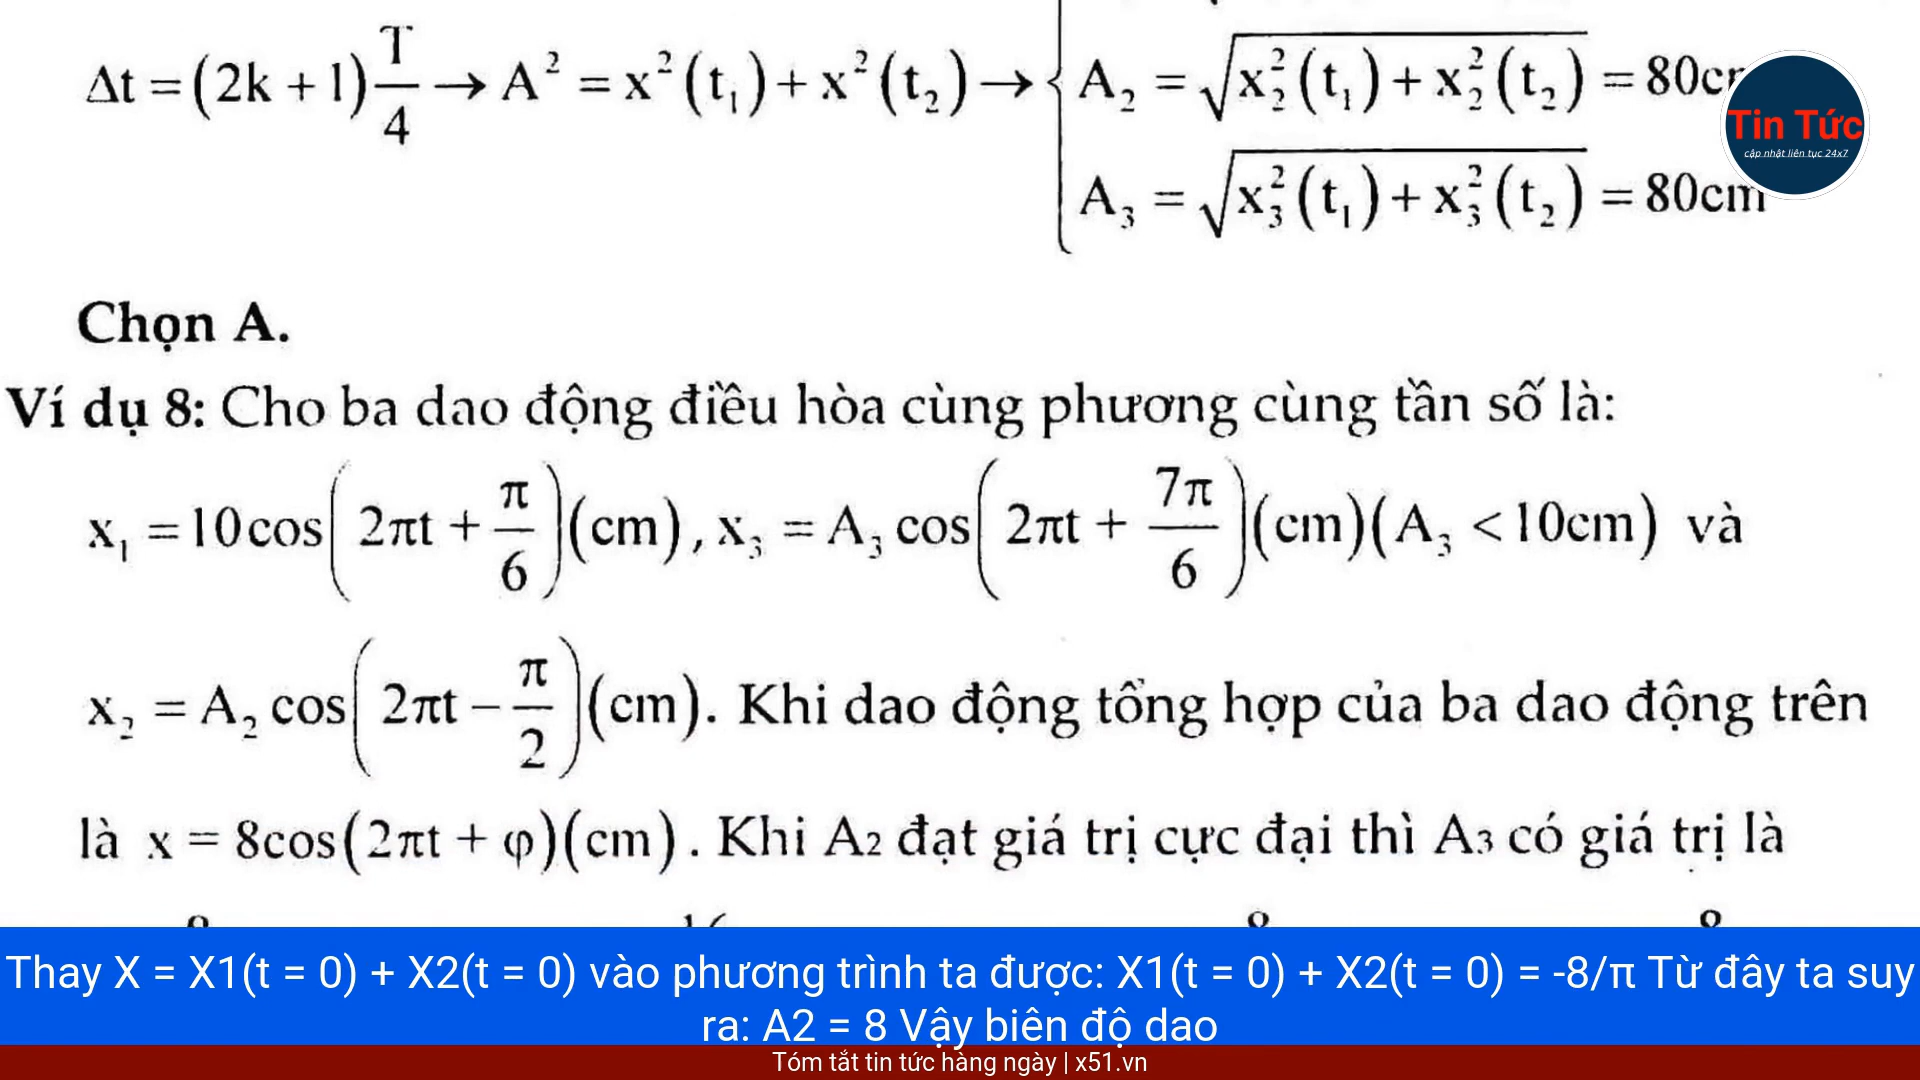 Δt = (2k + 1) T/4 → A² = x²(t₁) + x²(t₂) → { A₂ = √(x₂²(t₁) + x₂²(t₂)) = 80cm
A₃ = √(x₃²(t₁) + x₃²(t₂)) = 80cm
Tin Tức
cập nhật liên tục 24x7
Chọn A.
Ví dụ 8: Cho ba dao động điều hòa cùng phương cùng tần số là:
x₁ = 10cos(2πt + π/6)(cm), x₃ = A₃ cos(2πt + 7π/6)(cm)(A₃ < 10cm) và
x₂ = A₂ cos(2πt − π/2)(cm). Khi dao động tổng hợp của ba dao động trên
là x = 8cos(2πt + φ)(cm). Khi A₂ đạt giá trị cực đại thì A₃ có giá trị là
Thay X = X1(t = 0) + X2(t = 0) vào phương trình ta được: X1(t = 0) + X2(t = 0) = -8/π Từ đây ta suy
ra: A2 = 8 Vậy biên độ dao
Tóm tắt tin tức hàng ngày | x51.vn